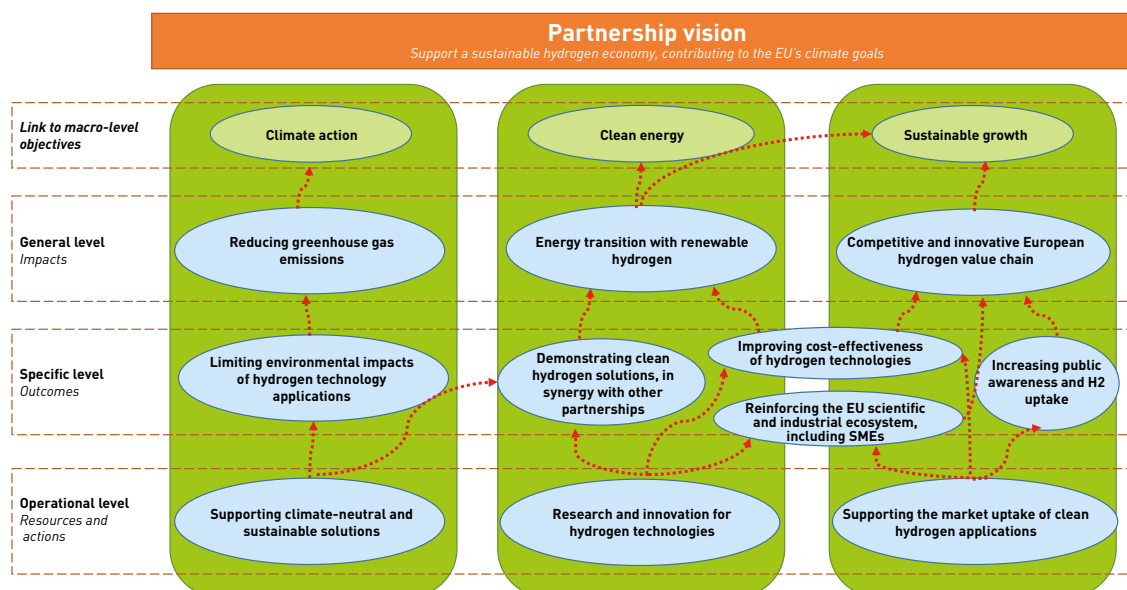 Partnership vision
Support a sustainable hydrogen economy, contributing to the EU's climate goals
Link to macro-level
objectives
Climate action
Clean energy
Sustainable growth
General level
Impacts
Reducing greenhouse gas
emissions
Energy transition with renewable
hydrogen
Competitive and innovative European
hydrogen value chain
Specific level
Outcomes
Limiting environmental impacts
of hydrogen technology
applications
Demonstrating clean
hydrogen solutions, in
synergy with other
partnerships
Improving cost-effectiveness
of hydrogen technologies
Reinforcing the EU scientific
and industrial ecosystem,
including SMEs
Increasing public
awareness and H2
uptake
Operational level
Resources and
actions
Supporting climate-neutral and
sustainable solutions
Research and innovation for
hydrogen technologies
Supporting the market uptake of clean
hydrogen applications